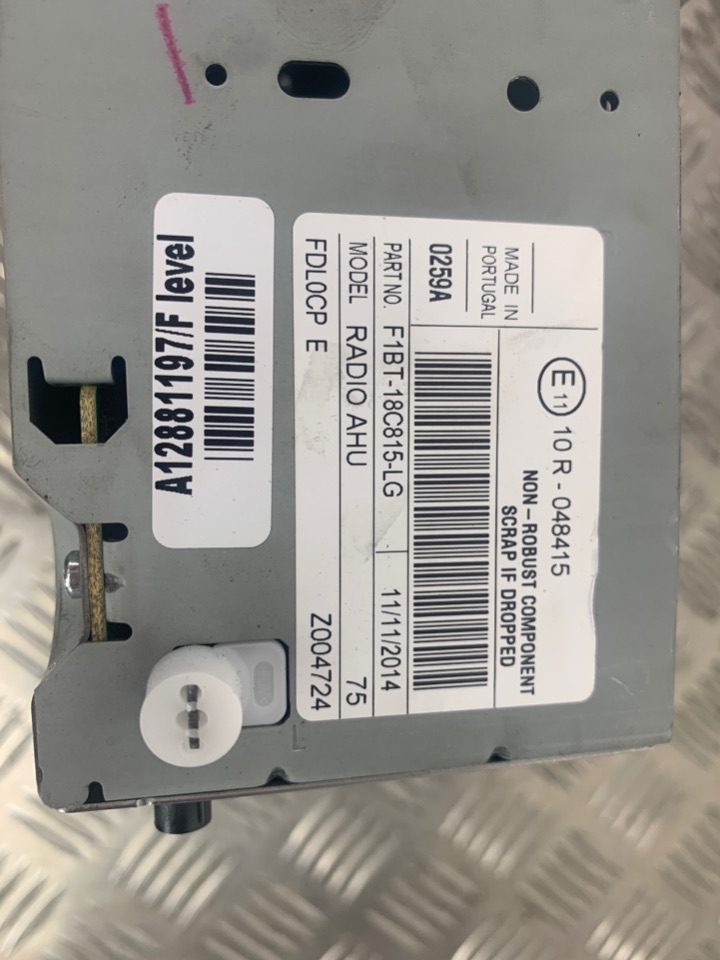 MADE IN
PORTUGAL
E 11 10 R - 048415
NON-ROBUST COMPONENT
SCRAP IF DROPPED
0259A
PART NO. F1BT-18C815-LG 11/11/2014
MODEL RADIO AHU 75
FDL0CP E Z004724
A12881197/F level